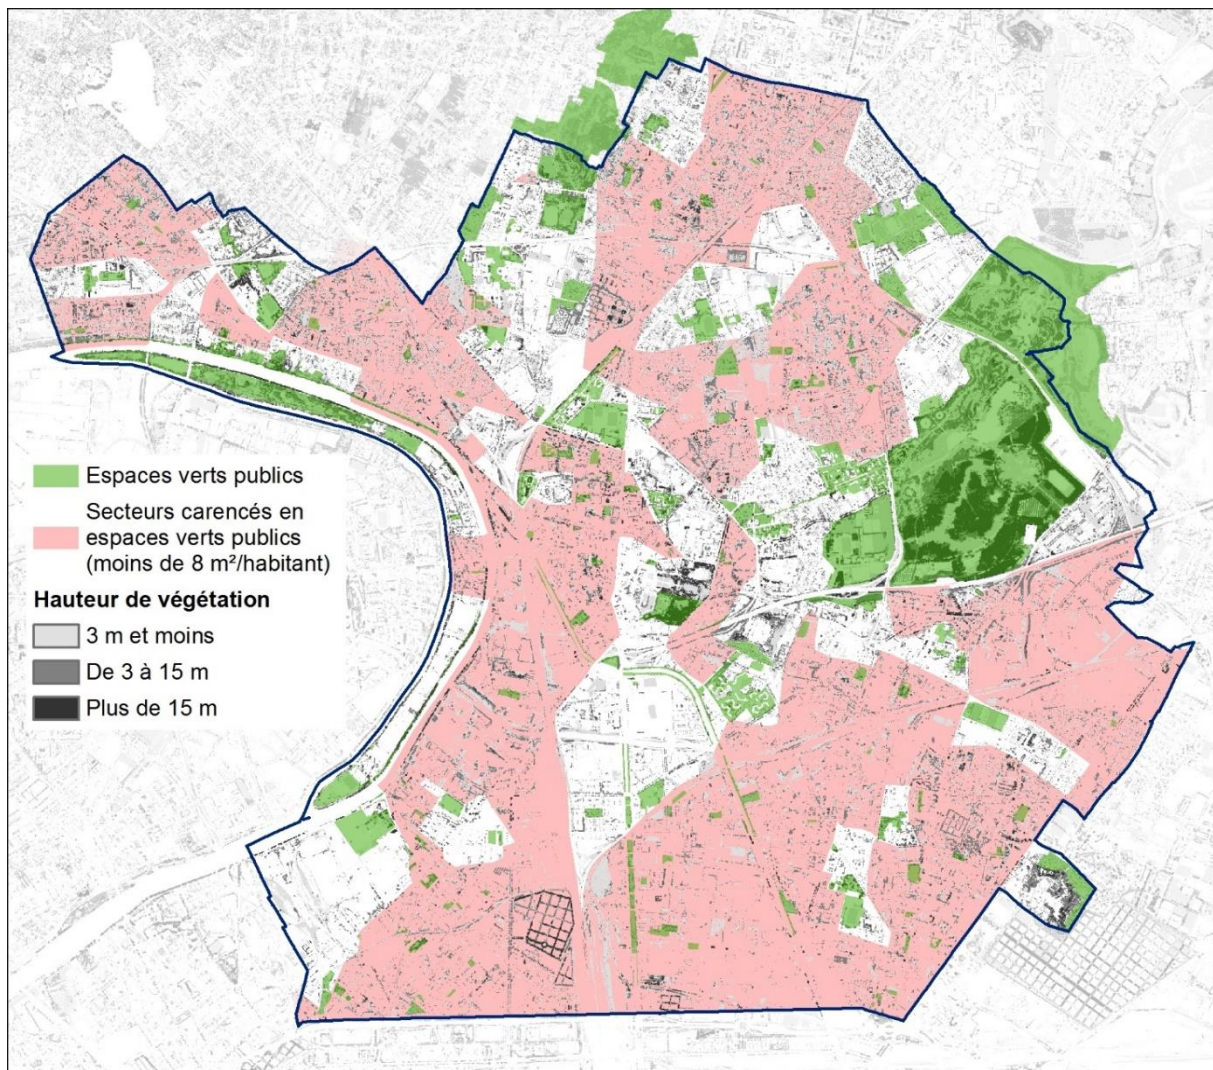 Espaces verts publics
Secteurs carencés en
espaces verts publics
(moins de 8 m²/habitant)
Hauteur de végétation
3 m et moins
De 3 à 15 m
Plus de 15 m